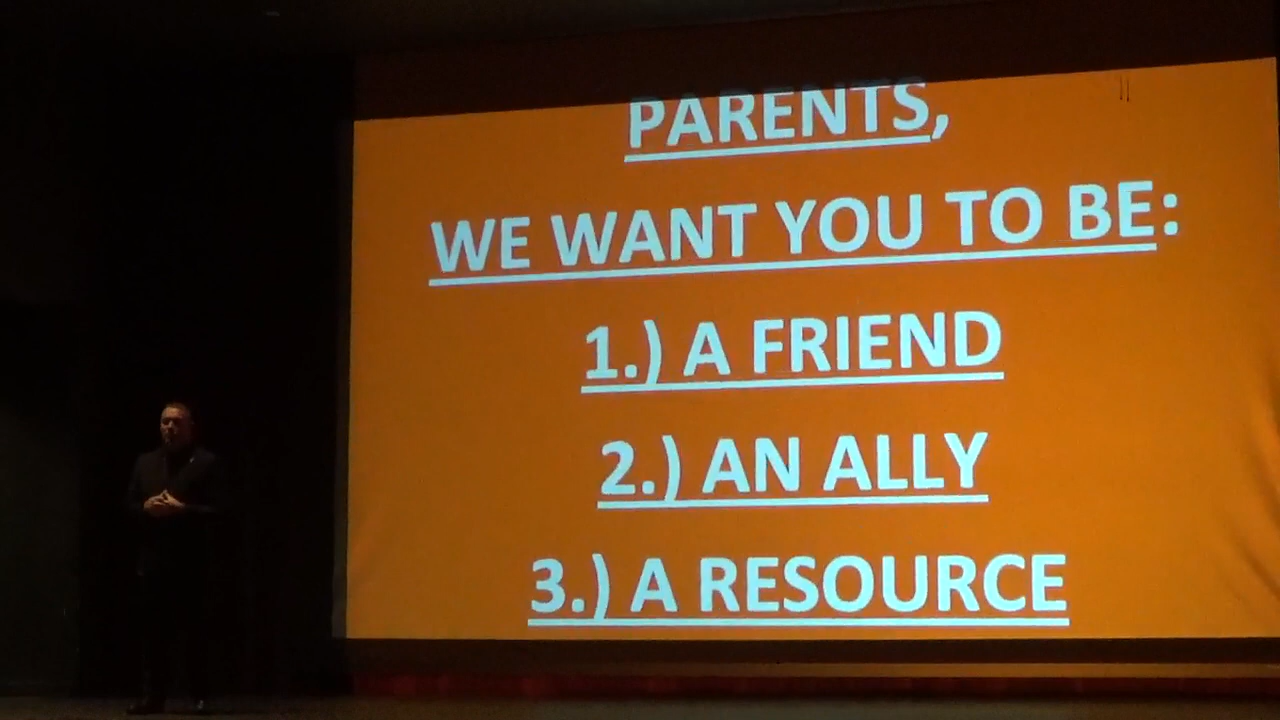 PARENTS,
WE WANT YOU TO BE:
1.) A FRIEND
2.) AN ALLY
3.) A RESOURCE